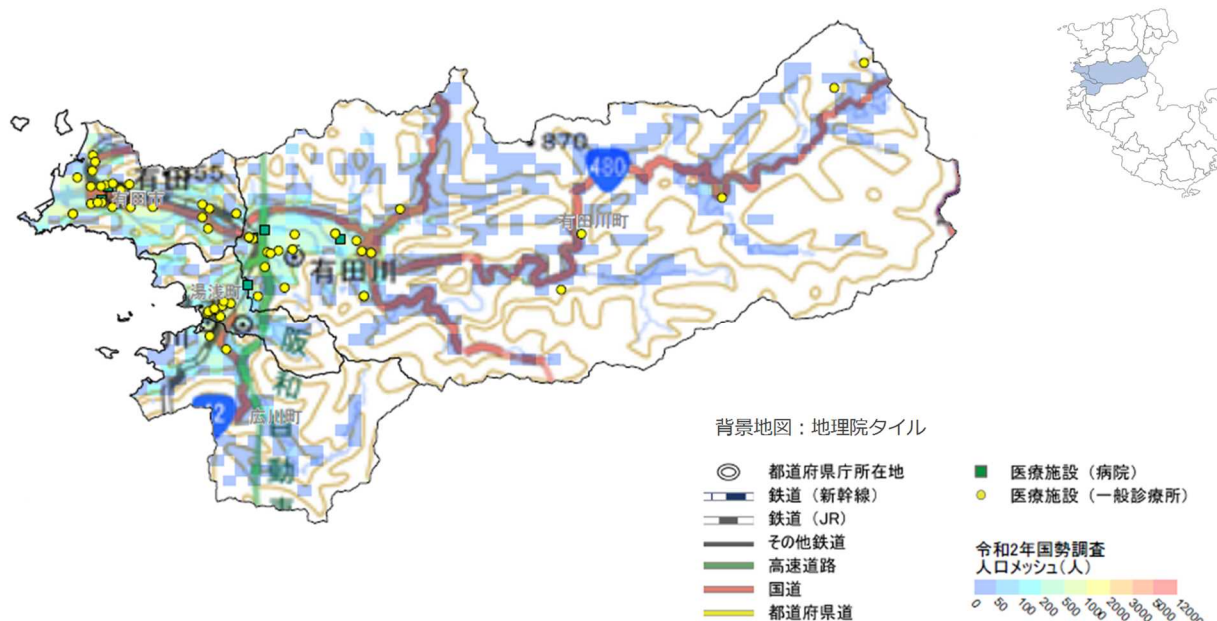 870
480
有田
55
有田市
有田川町
有田川
湯浅町
川
阪
和
自
動
広川町
背景地図：地理院タイル
都道府県庁所在地
鉄道（新幹線）
鉄道（JR）
その他鉄道
高速道路
国道
都道府県道
医療施設（病院）
医療施設（一般診療所）
令和2年国勢調査
人口メッシュ(人)
0 50 100 200 500 1000 2000 3000 5000 12000